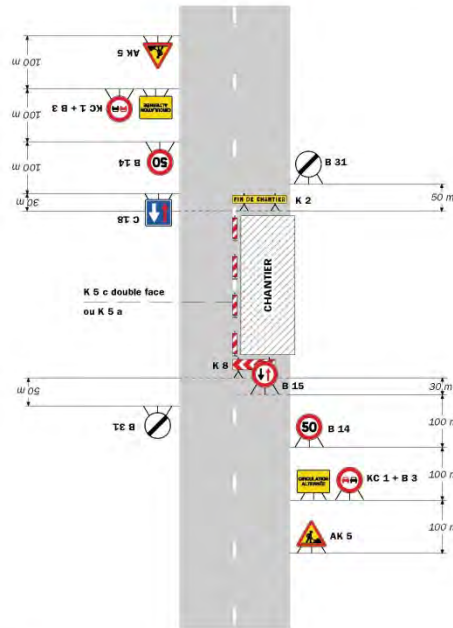 100 m
AK 5
100 m
KC 1 + B 3
CIRCULATION
ALTERNÉE
100 m
B 14
50
30 m
C 18
B 31
50 m
FIN DE CHANTIER
K 2
CHANTIER
K 5 c double face
ou K 5 a
K 8
B 15
50 m
B 31
30 m
50
B 14
100 m
CIRCULATION
ALTERNÉE
KC 1 + B 3
100 m
AK 5
100 m